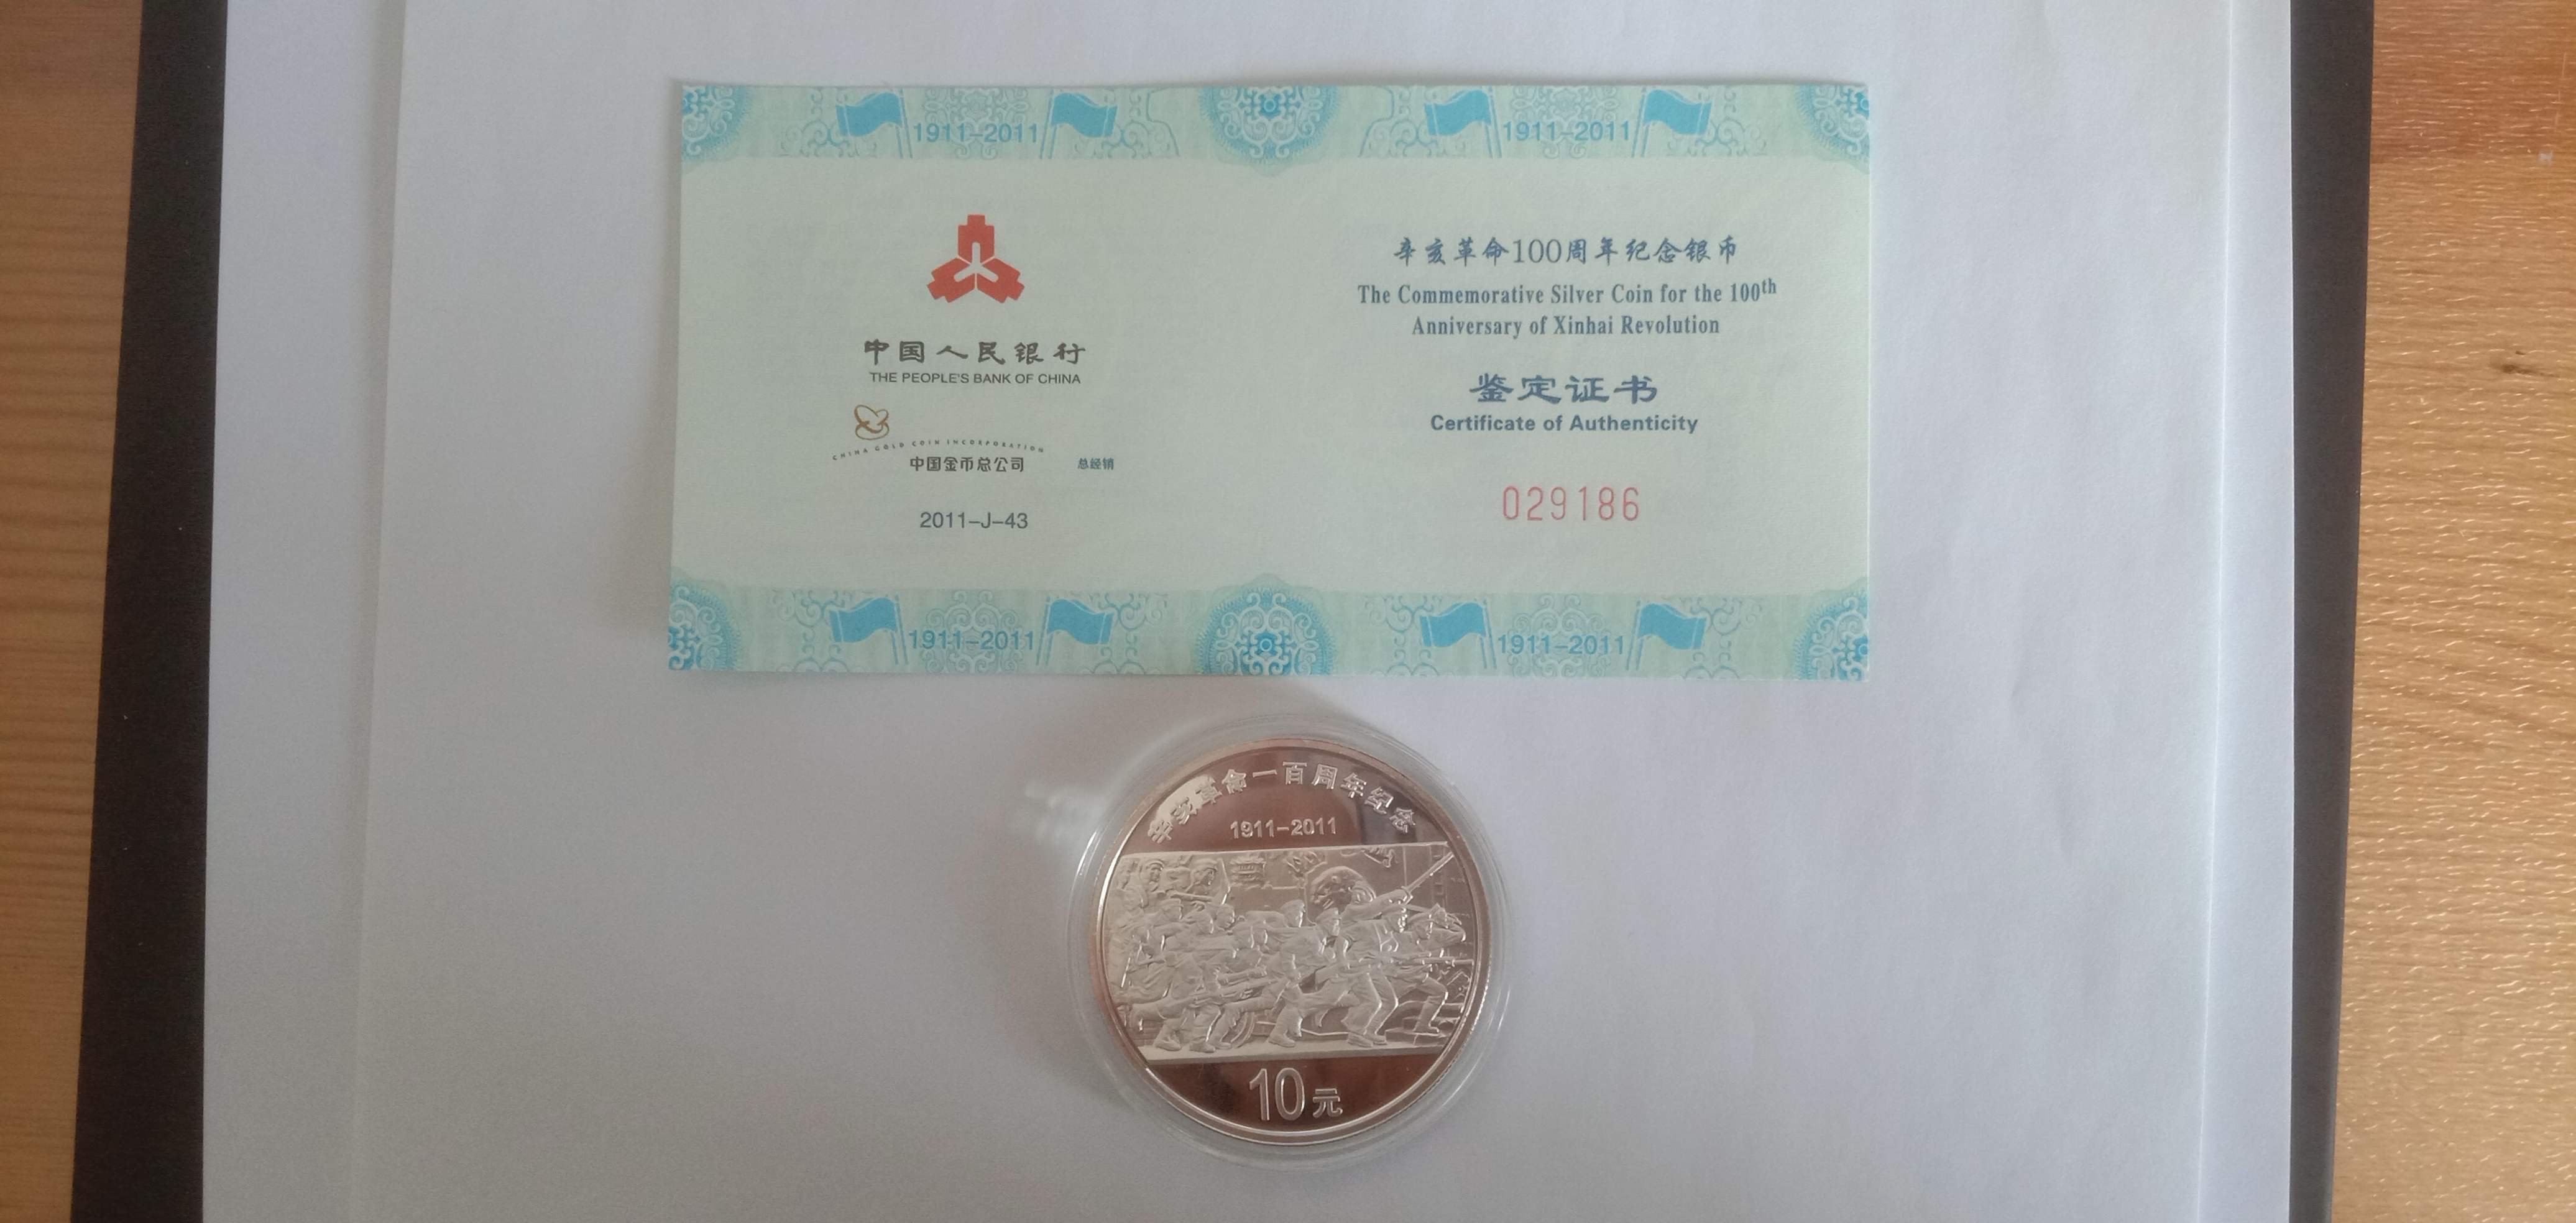 1911–2011
1911–2011
中国人民银行
THE PEOPLE'S BANK OF CHINA
CHINA GOLD COIN INCORPORATION
中国金币总公司 总经销
2011–J–43
辛亥革命100周年纪念银币
The Commemorative Silver Coin for the 100th
Anniversary of Xinhai Revolution
鉴定证书
Certificate of Authenticity
029186
1911–2011
1911–2011
辛亥革命一百周年纪念
1911–2011
10元